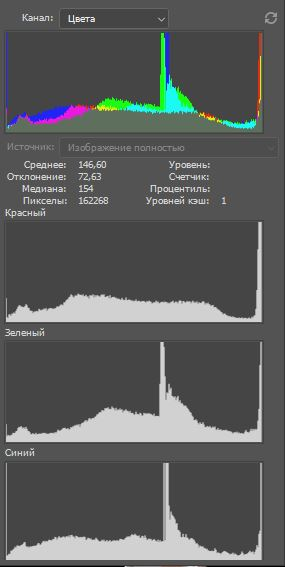 Канал: Цвета
Источник: Изображение полностью
Среднее: 146,60 Уровень:
Отклонение: 72,63 Счетчик:
Медиана: 154 Процентиль:
Пикселы: 162268 Уровней кэш: 1
Красный
Зеленый
Синий